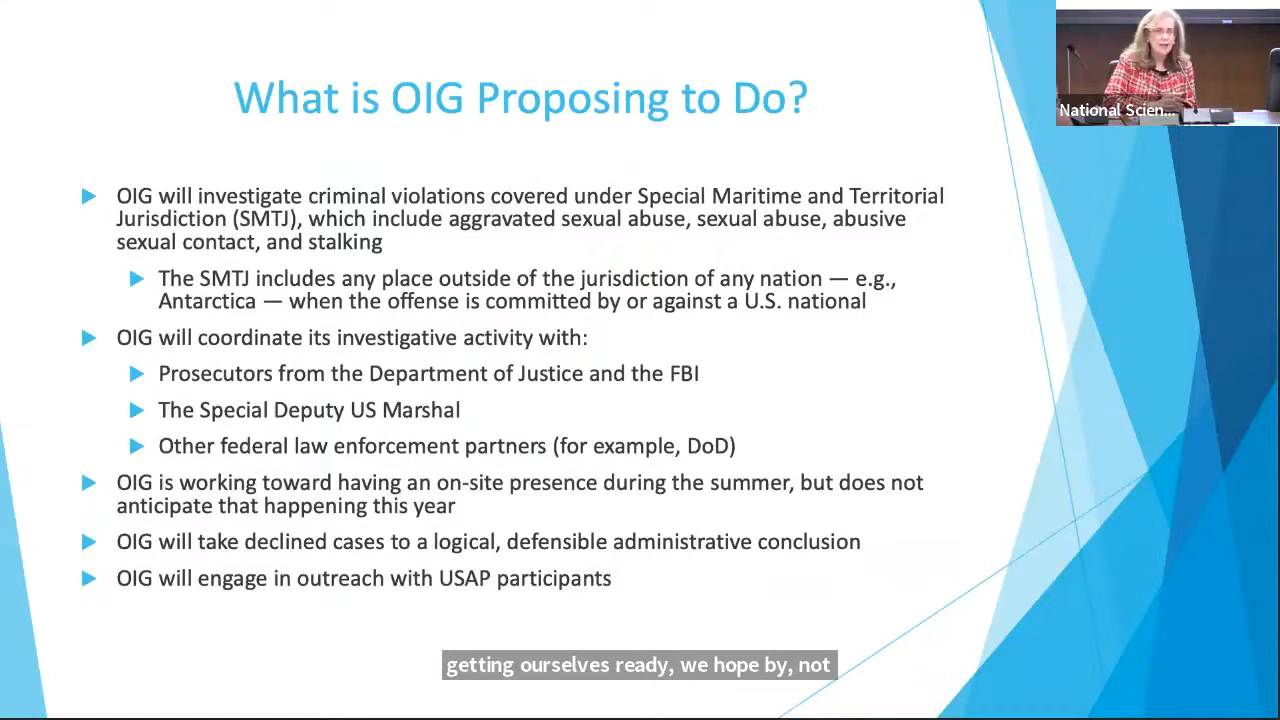 What is OIG Proposing to Do?
National Scien...
OIG will investigate criminal violations covered under Special Maritime and Territorial
Jurisdiction (SMTJ), which include aggravated sexual abuse, sexual abuse, abusive
sexual contact, and stalking
The SMTJ includes any place outside of the jurisdiction of any nation — e.g.,
Antarctica — when the offense is committed by or against a U.S. national
OIG will coordinate its investigative activity with:
Prosecutors from the Department of Justice and the FBI
The Special Deputy US Marshal
Other federal law enforcement partners (for example, DoD)
OIG is working toward having an on-site presence during the summer, but does not
anticipate that happening this year
OIG will take declined cases to a logical, defensible administrative conclusion
OIG will engage in outreach with USAP participants
getting ourselves ready, we hope by, not